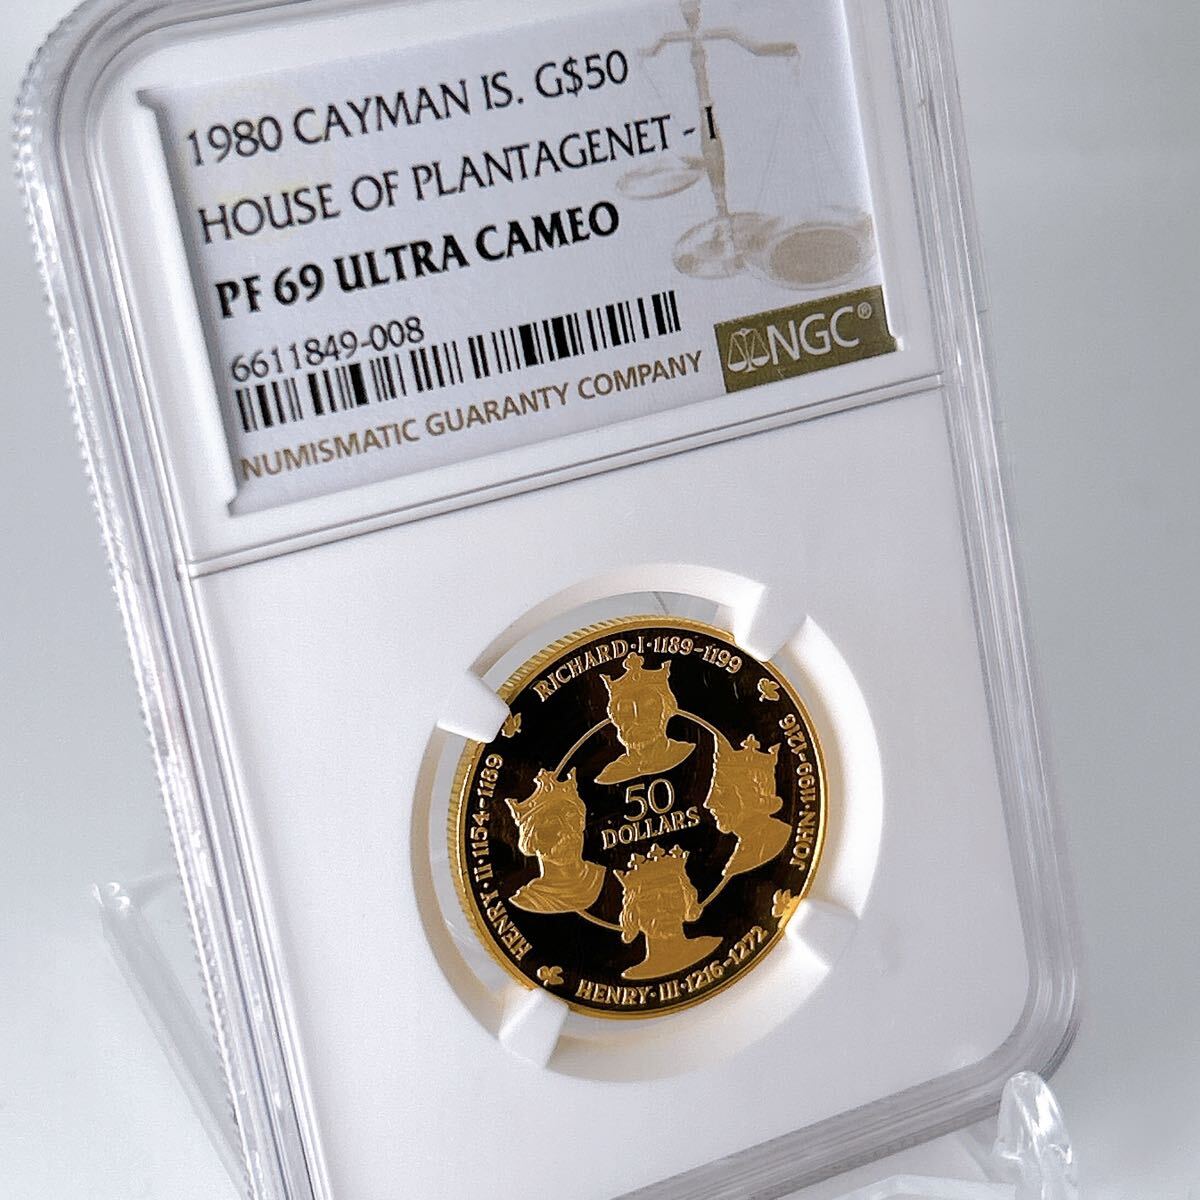 1980 CAYMAN IS. G$50
HOUSE OF PLANTAGENET - I
PF 69 ULTRA CAMEO
6611849-008
NUMISMATIC GUARANTY COMPANY
NGC®
RICHARD·I·1189-1199
JOHN·1199-1216
HENRY·II·1154-1189
HENRY·III·1216-1272
50
DOLLARS